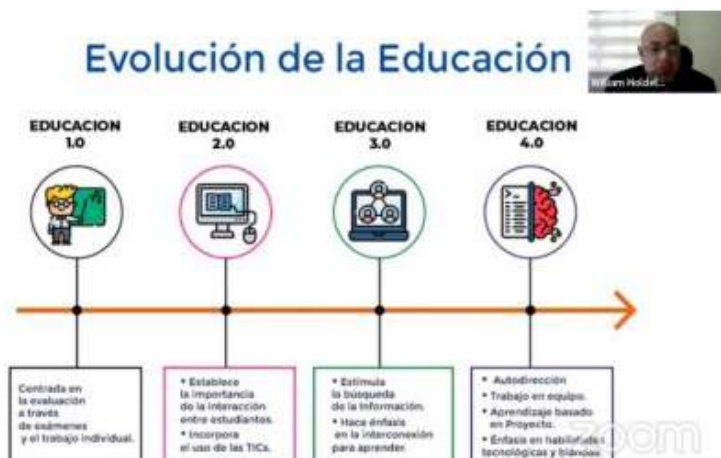 Evolución de la Educación
William Holdel...
EDUCACION
1.0
EDUCACION
2.0
EDUCACION
3.0
EDUCACION
4.0
Centrada en
la evaluación
a través
de exámenes
y el trabajo individual.
* Establece
la importancia
de la interacción
entre estudiantes.
* Incorpora
el uso de las TICs.
* Estimula
la búsqueda
de la Información.
* Hace énfasis
en la interconexión
para aprender.
* Autodirección
* Trabajo en equipo.
* Aprendizaje basado
en Proyecto.
* Énfasis en habilidades
tecnológicas y blandas
zoom